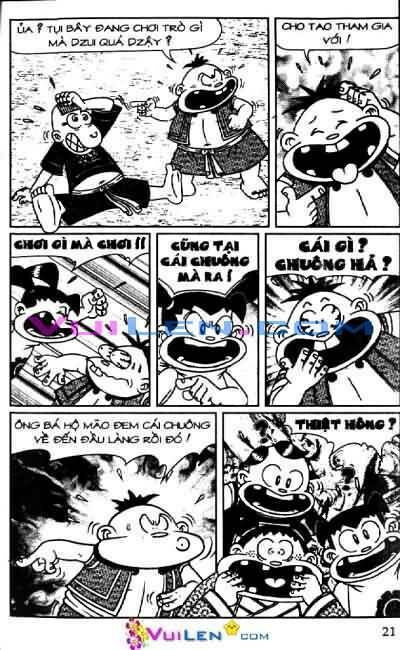 ỦA ? TỤI BÂY ĐANG CHƠI TRÒ GÌ
MÀ DZUI QUÁ DZẬY ?
CHO TAO THAM GIA
VỚI !
CHƠI GÌ MÀ CHƠI !!
CŨNG TẠI
CÁI CHUÔNG
MÀ RA !
CÁI GÌ ?
CHUÔNG HẢ ?
VUILEN.COM
ÔNG BÁ HỘ MÃO ĐEM CÁI CHUÔNG
VỀ ĐẾN ĐẦU LÀNG RỒI ĐÓ !
THIỆT HÔNG ?
21
VUILEN.COM